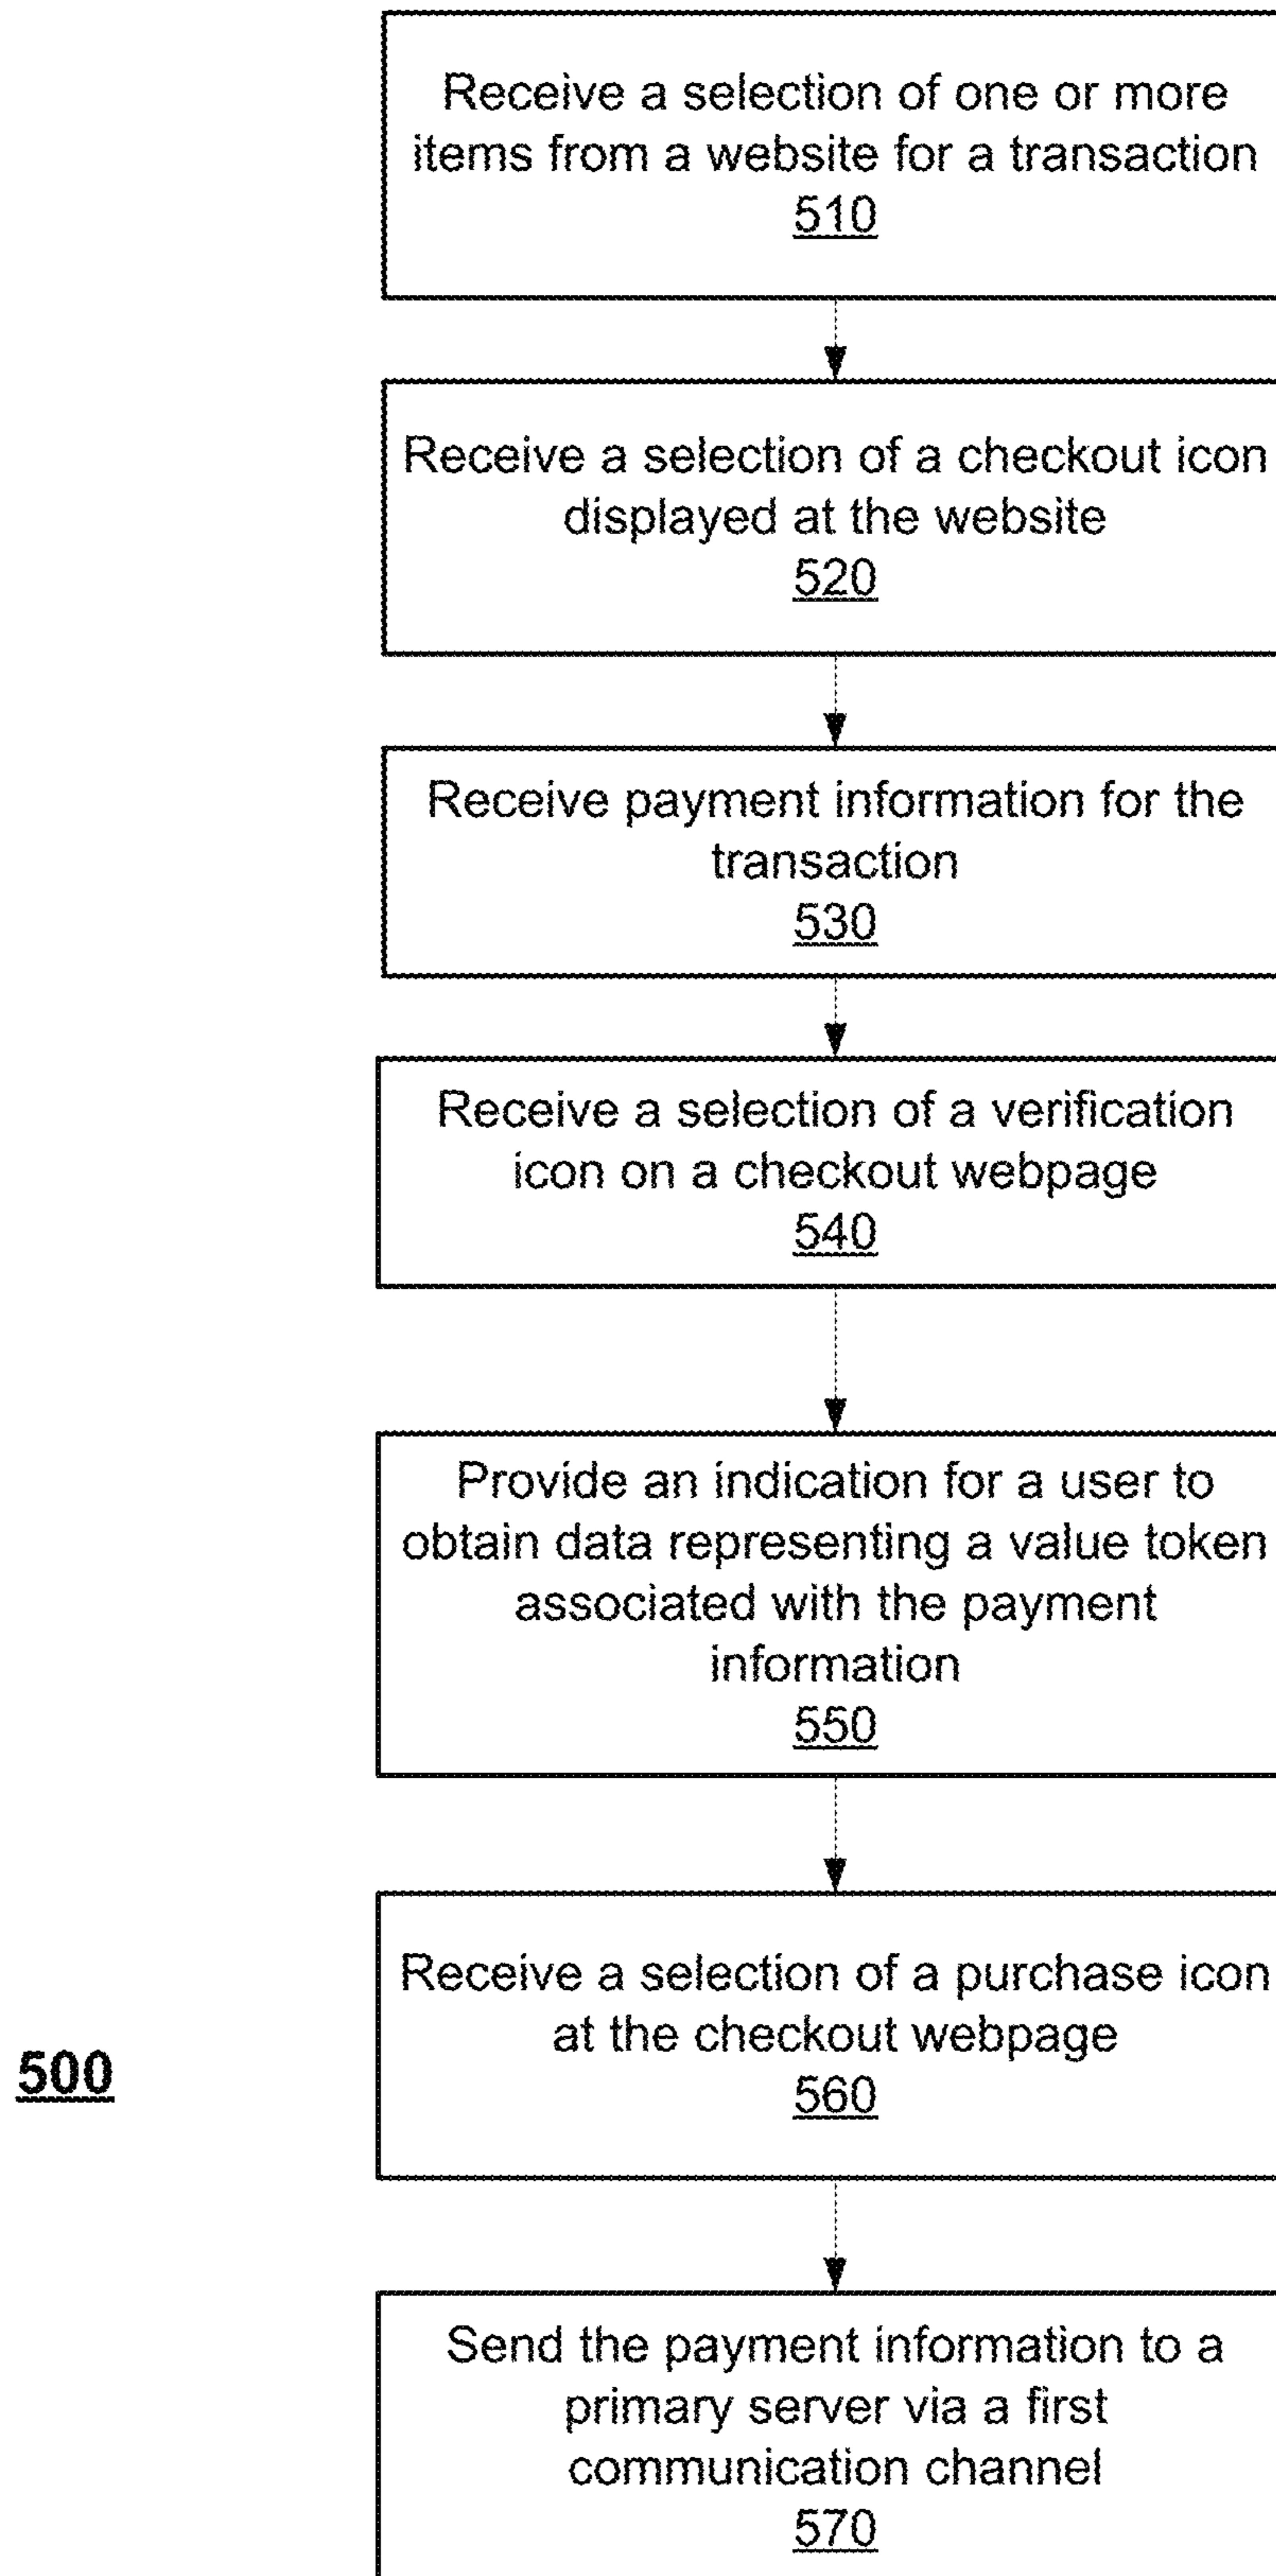 Receive a selection of one or more
items from a website for a transaction
510
Receive a selection of a checkout icon
displayed at the website
520
Receive payment information for the
transaction
530
Receive a selection of a verification
icon on a checkout webpage
540
Provide an indication for a user to
obtain data representing a value token
associated with the payment
information
550
Receive a selection of a purchase icon
at the checkout webpage
560
500
Send the payment information to a
primary server via a first
communication channel
570